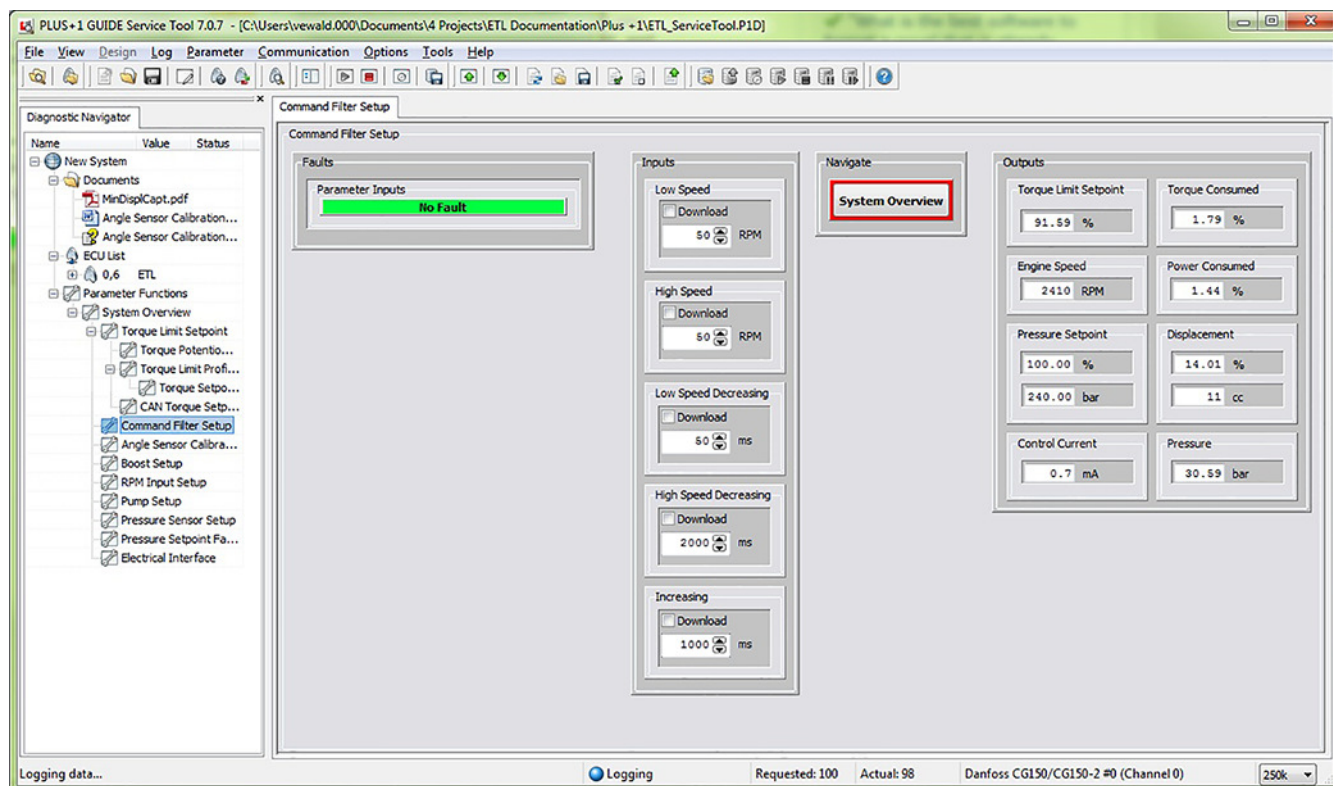 PLUS+1 GUIDE Service Tool 7.0.7 - [C:\Users\vewald.000\Documents\4 Projects\ETL Documentation\Plus +1\ETL_ServiceTool.P1D]
File View Design Log Parameter Communication Options Tools Help
Diagnostic Navigator
Name Value Status
New System
Documents
MinDisplCapt.pdf
Angle Sensor Calibration...
Angle Sensor Calibration...
ECU List
0,6 ETL
Parameter Functions
System Overview
Torque Limit Setpoint
Torque Potentio...
Torque Limit Profi...
Torque Setpo...
CAN Torque Setp...
Command Filter Setup
Angle Sensor Calibra...
Boost Setup
RPM Input Setup
Pump Setup
Pressure Sensor Setup
Pressure Setpoint Fa...
Electrical Interface
Command Filter Setup
Command Filter Setup
Faults
Parameter Inputs
No Fault
Inputs
Low Speed
Download
50 RPM
High Speed
Download
50 RPM
Low Speed Decreasing
Download
50 ms
High Speed Decreasing
Download
2000 ms
Increasing
Download
1000 ms
Navigate
System Overview
Outputs
Torque Limit Setpoint
91.59 %
Torque Consumed
1.79 %
Engine Speed
2410 RPM
Power Consumed
1.44 %
Pressure Setpoint
100.00 %
240.00 bar
Displacement
14.01 %
11 cc
Control Current
0.7 mA
Pressure
30.59 bar
Logging data... Logging Requested: 100 Actual: 98 Danfoss CG150/CG150-2 #0 (Channel 0) 250k